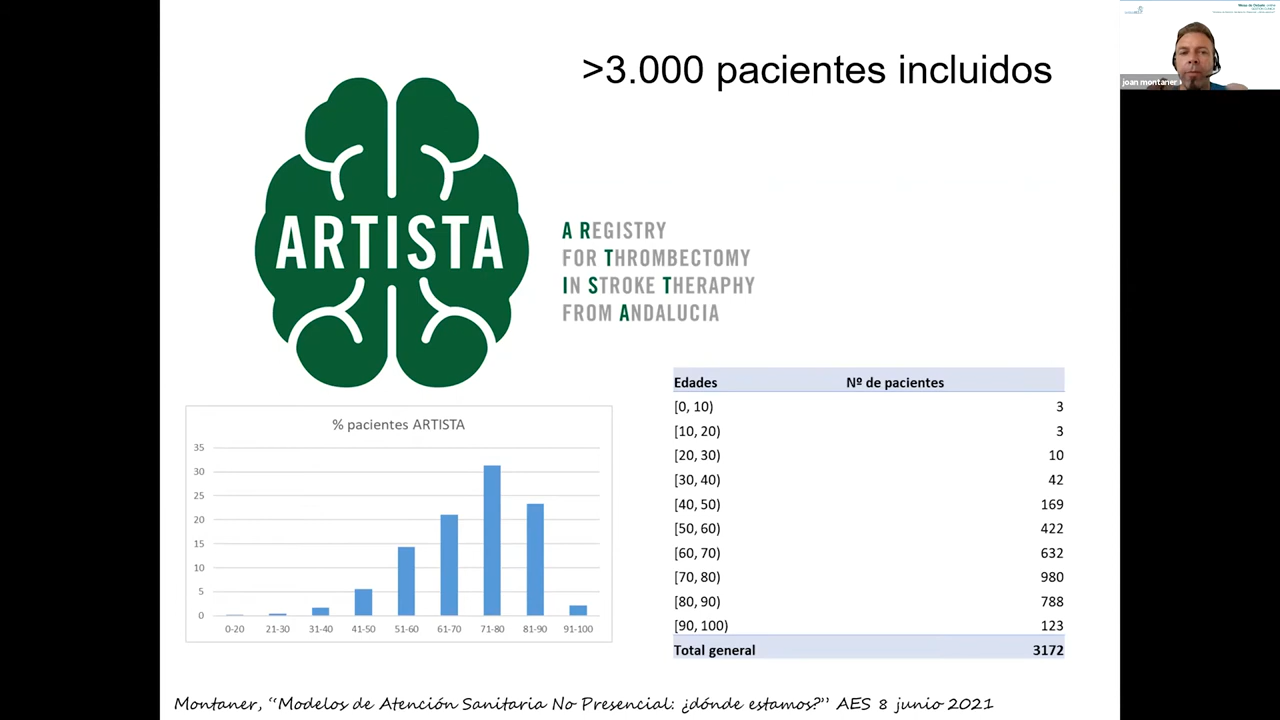 >3.000 pacientes incluidos
joan montaner
ARTISTA
A REGISTRY
FOR THROMBECTOMY
IN STROKE THERAPHY
FROM ANDALUCIA
% pacientes ARTISTA
35
30
25
20
15
10
5
0
0-20 21-30 31-40 41-50 51-60 61-70 71-80 81-90 91-100
Edades Nº de pacientes
[0, 10) 3
[10, 20) 3
[20, 30) 10
[30, 40) 42
[40, 50) 169
[50, 60) 422
[60, 70) 632
[70, 80) 980
[80, 90) 788
[90, 100) 123
Total general 3172
Montaner, “Modelos de Atención Sanitaria No Presencial: ¿dónde estamos?” AES 8 junio 2021